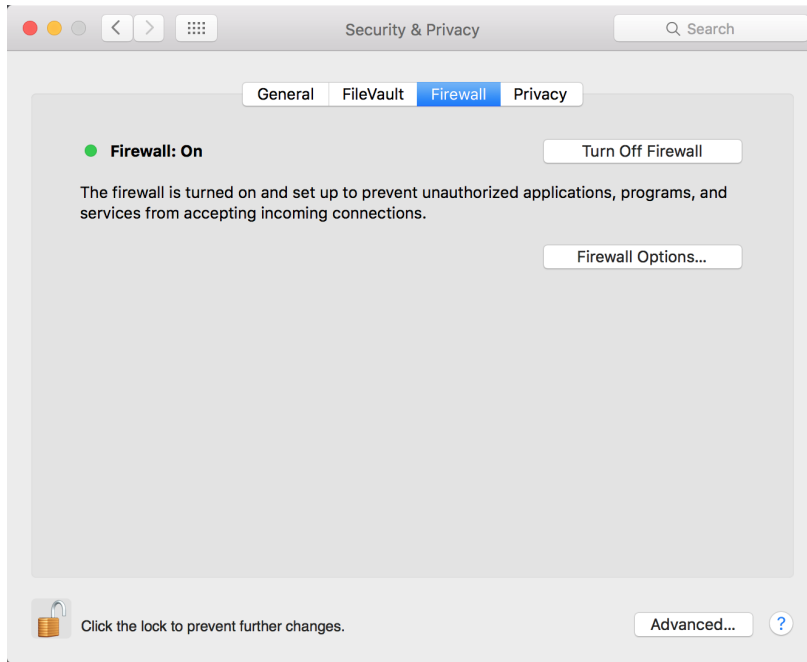 Security & Privacy
Search
General FileVault Firewall Privacy
Firewall: On
Turn Off Firewall
The firewall is turned on and set up to prevent unauthorized applications, programs, and
services from accepting incoming connections.
Firewall Options...
Click the lock to prevent further changes.
Advanced...
?